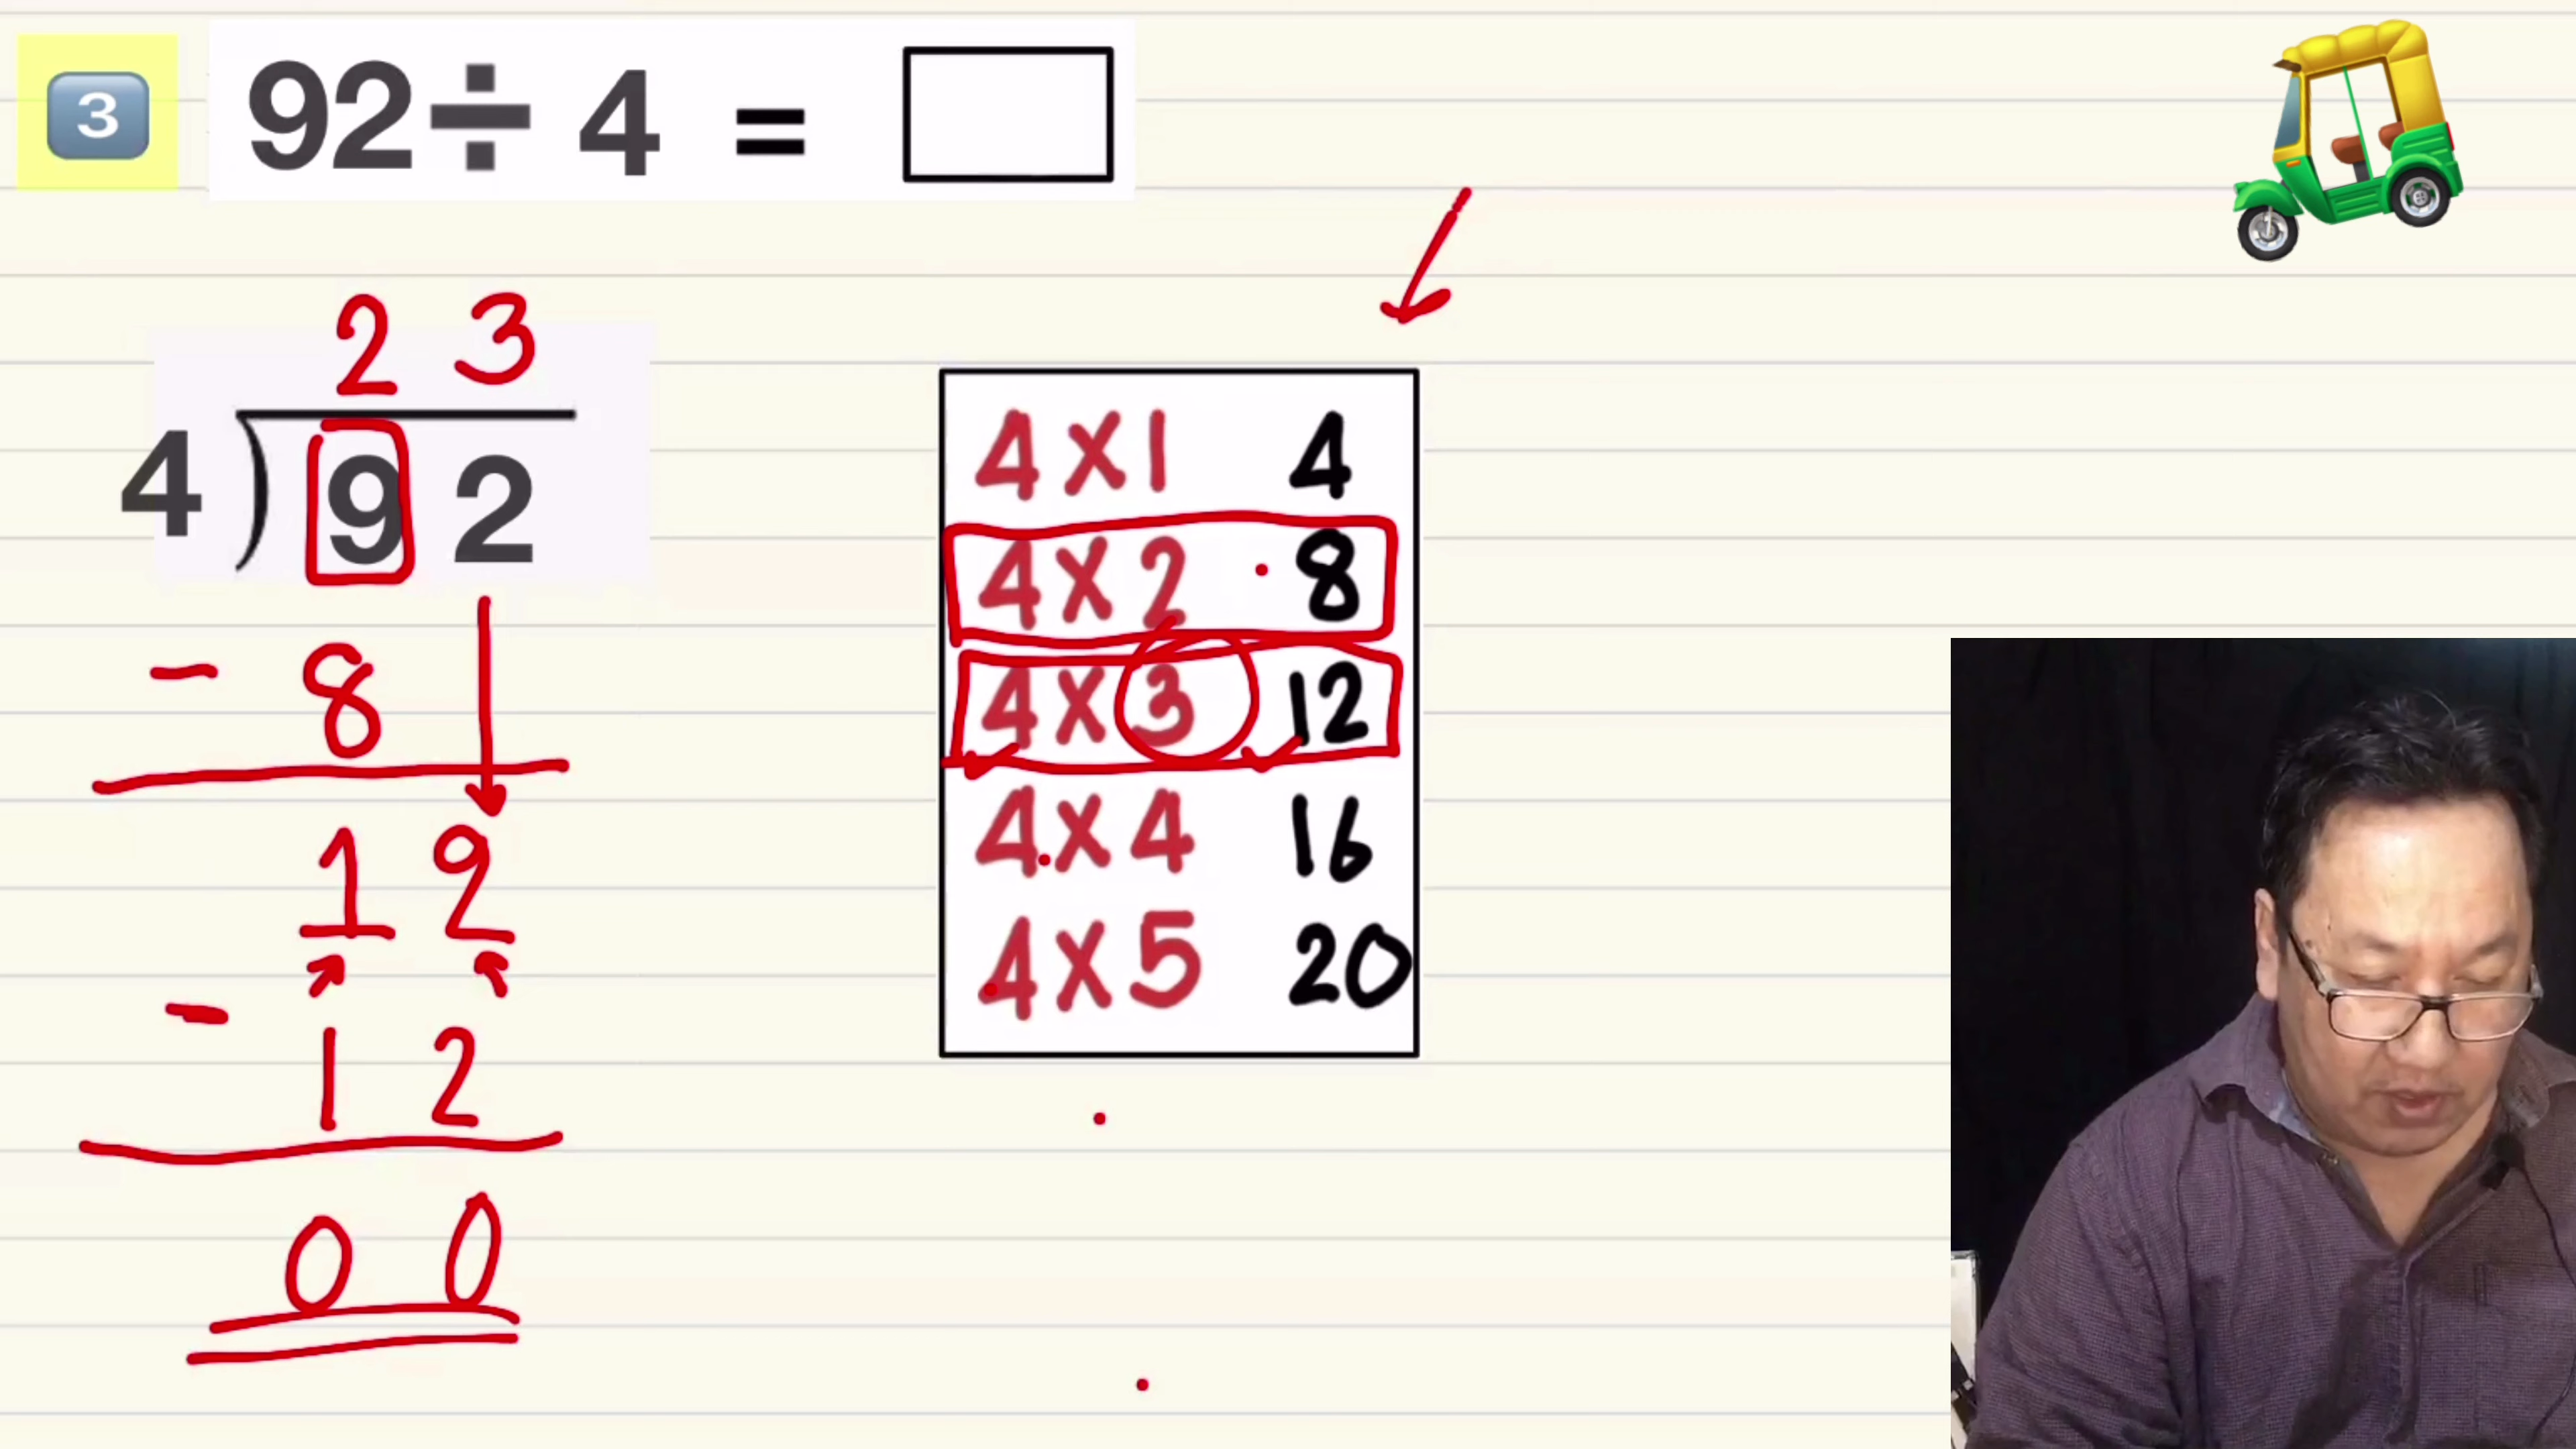 3 92 ÷ 4 =
2 3
4 ) 9 2
- 8
1 2
- 1 2
0 0
4 X 1 4
4 X 2 8
4 X 3 12
4 X 4 16
4 X 5 20